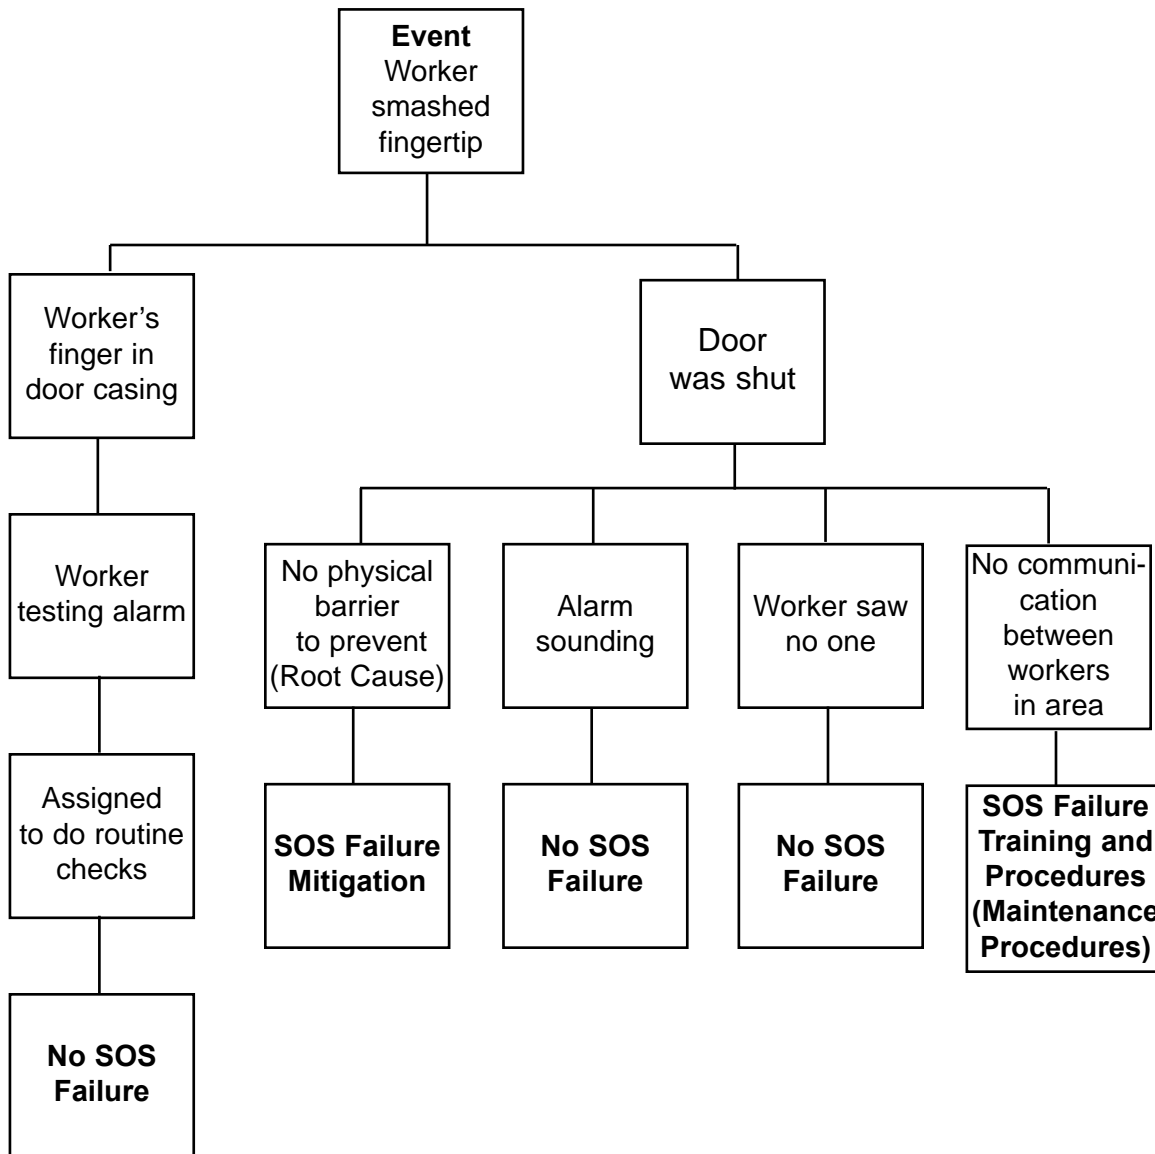 Event
Worker
smashed
fingertip
Worker’s
finger in
door casing
Door
was shut
Worker
testing alarm
No physical
barrier
to prevent
(Root Cause)
Alarm
sounding
Worker saw
no one
No communi-
cation
between
workers
in area
Assigned
to do routine
checks
SOS Failure
Mitigation
No SOS
Failure
No SOS
Failure
SOS Failure
Training and
Procedures
(Maintenance
Procedures)
No SOS
Failure